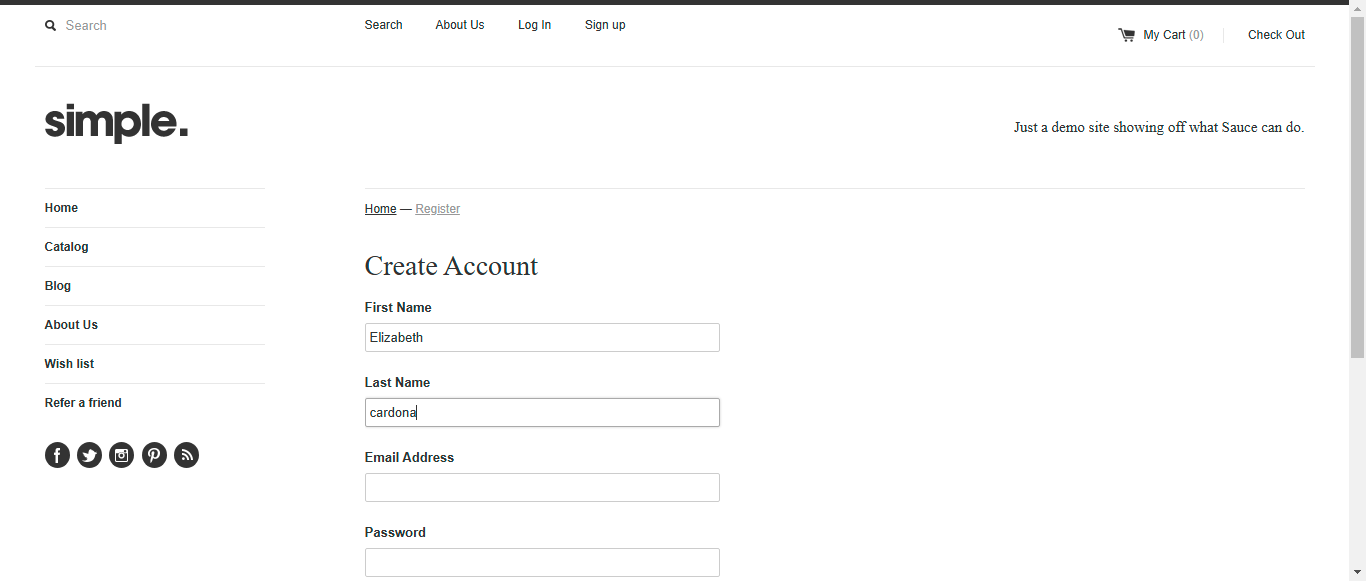 Search
Search About Us Log In Sign up
My Cart (0) Check Out
simple.
Just a demo site showing off what Sauce can do.
Home
Catalog
Blog
About Us
Wish list
Refer a friend
Home — Register
Create Account
First Name
Elizabeth
Last Name
cardona
Email Address
Password